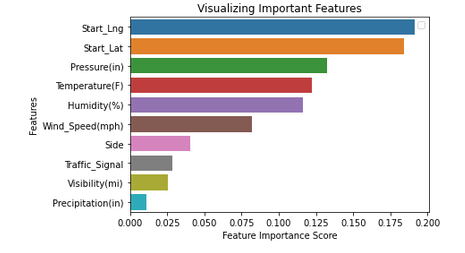 Visualizing Important Features
Start_Lng
Start_Lat
Pressure(in)
Temperature(F)
Humidity(%)
Wind_Speed(mph)
Side
Traffic_Signal
Visibility(mi)
Precipitation(in)
Features
0.000 0.025 0.050 0.075 0.100 0.125 0.150 0.175 0.200
Feature Importance Score